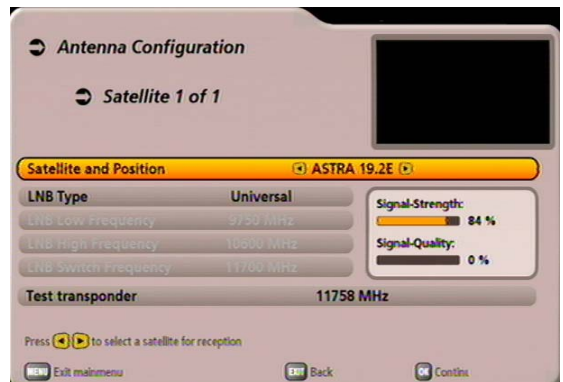 Antenna Configuration
Satellite 1 of 1
Satellite and Position ASTRA 19.2E
LNB Type Universal
LNB Low Frequency 9750 MHz
LNB High Frequency 10600 MHz
LNB Switch Frequency 11700 MHz
Signal-Strength:
84 %
Signal-Quality:
0 %
Test transponder 11758 MHz
Press to select a satellite for reception
MENU Exit mainmenu EXIT Back OK Continu